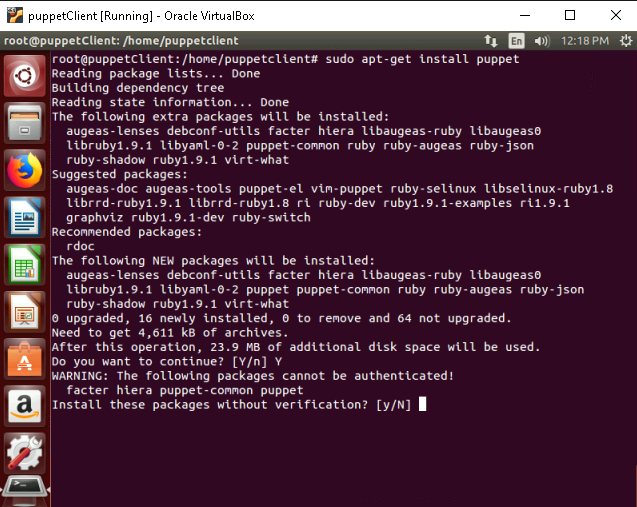 puppetClient [Running] - Oracle VirtualBox
root@puppetClient: /home/puppetclient En 12:18 PM
root@puppetClient:/home/puppetclient# sudo apt-get install puppet
Reading package lists... Done
Building dependency tree
Reading state information... Done
The following extra packages will be installed:
  augeas-lenses debconf-utils facter hiera libaugeas-ruby libaugeas0
  libruby1.9.1 libyaml-0-2 puppet-common ruby ruby-augeas ruby-json
  ruby-shadow ruby1.9.1 virt-what
Suggested packages:
  augeas-doc augeas-tools puppet-el vim-puppet ruby-selinux libselinux-ruby1.8
  librrd-ruby1.9.1 librrd-ruby1.8 ri ruby-dev ruby1.9.1-examples ri1.9.1
  graphviz ruby1.9.1-dev ruby-switch
Recommended packages:
  rdoc
The following NEW packages will be installed:
  augeas-lenses debconf-utils facter hiera libaugeas-ruby libaugeas0
  libruby1.9.1 libyaml-0-2 puppet puppet-common ruby ruby-augeas ruby-json
  ruby-shadow ruby1.9.1 virt-what
0 upgraded, 16 newly installed, 0 to remove and 64 not upgraded.
Need to get 4,611 kB of archives.
After this operation, 23.9 MB of additional disk space will be used.
Do you want to continue? [Y/n] Y
WARNING: The following packages cannot be authenticated!
  facter hiera puppet-common puppet
Install these packages without verification? [y/N]